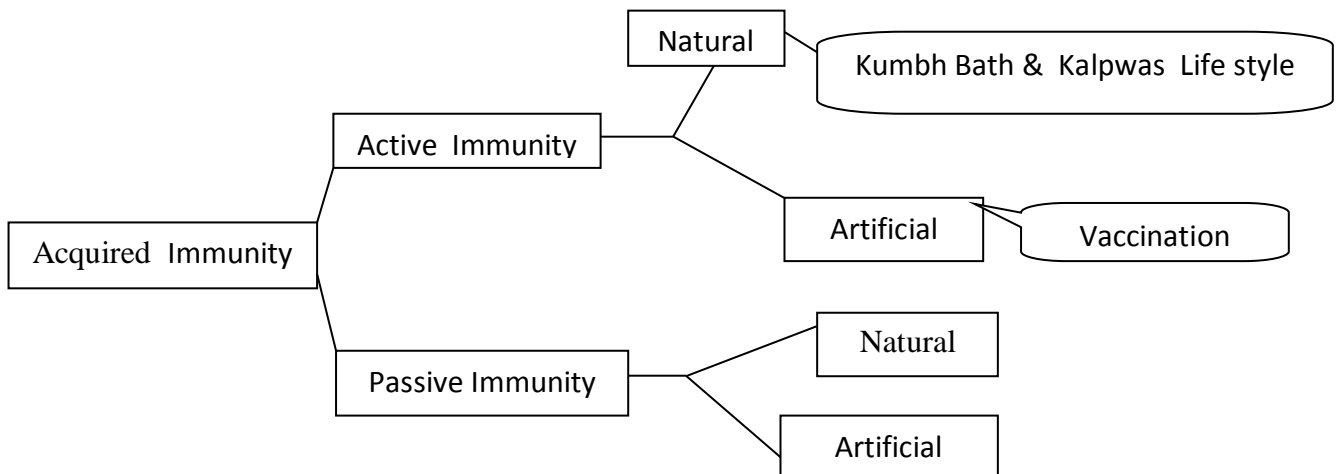 Natural
Kumbh Bath & Kalpwas Life style
Active Immunity
Artificial
Vaccination
Acquired Immunity
Natural
Passive Immunity
Artificial